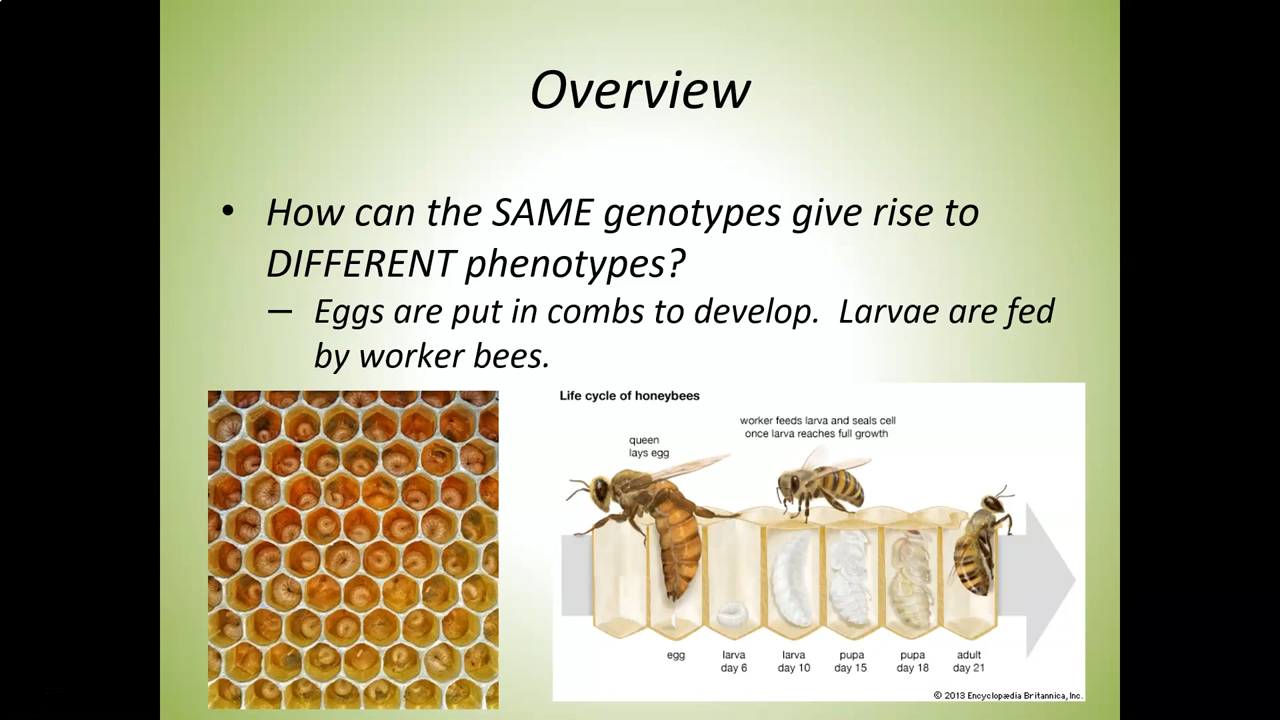 Overview
• How can the SAME genotypes give rise to
DIFFERENT phenotypes?
– Eggs are put in combs to develop.  Larvae are fed
by worker bees.
Life cycle of honeybees
queen
lays egg
worker feeds larva and seals cell
once larva reaches full growth
egg
larva
day 6
larva
day 10
pupa
day 15
pupa
day 18
adult
day 21
© 2013 Encyclopædia Britannica, Inc.